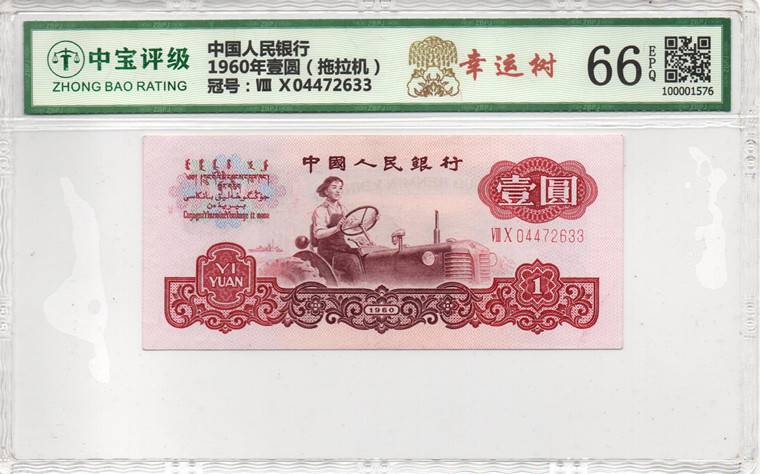 中宝评级
ZHONG BAO RATING
中国人民银行
1960年壹圆（拖拉机）
冠号：Ⅷ Ⅹ04472633
幸运树
66
EPQ
100001576
中國人民銀行
壹圓
ⅧⅩ04472633
YI
YUAN
1960
1